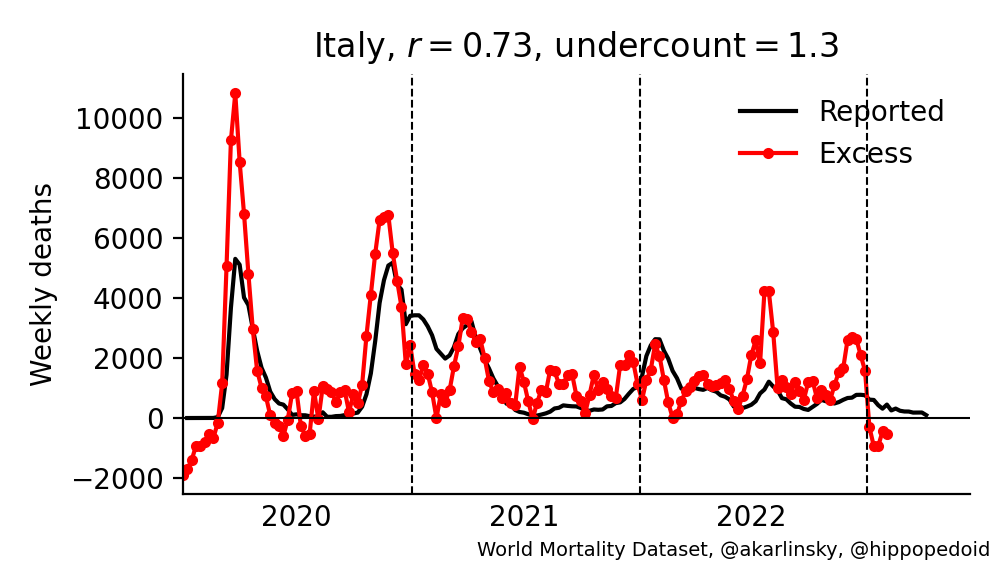 Italy, r = 0.73, undercount = 1.3
Reported
Excess
10000
8000
6000
4000
2000
0
−2000
Weekly deaths
2020 2021 2022
World Mortality Dataset, @akarlinsky, @hippopedoid